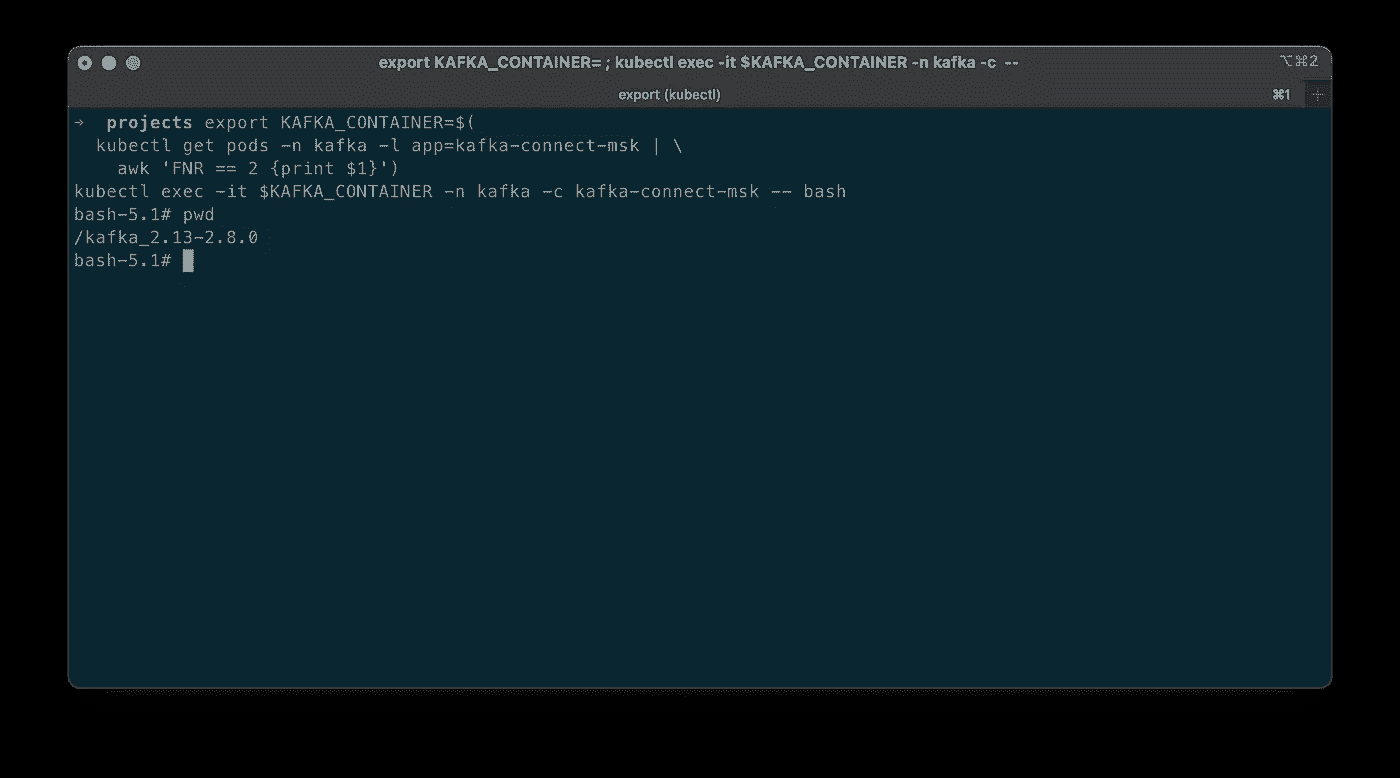 export KAFKA_CONTAINER= ; kubectl exec -it $KAFKA_CONTAINER -n kafka -c --
⌥⌘2
export (kubectl)
⌘1
+
→  projects export KAFKA_CONTAINER=$(
  kubectl get pods -n kafka -l app=kafka-connect-msk | \
    awk 'FNR == 2 {print $1}')
kubectl exec -it $KAFKA_CONTAINER -n kafka -c kafka-connect-msk -- bash
bash-5.1# pwd
/kafka_2.13-2.8.0
bash-5.1#